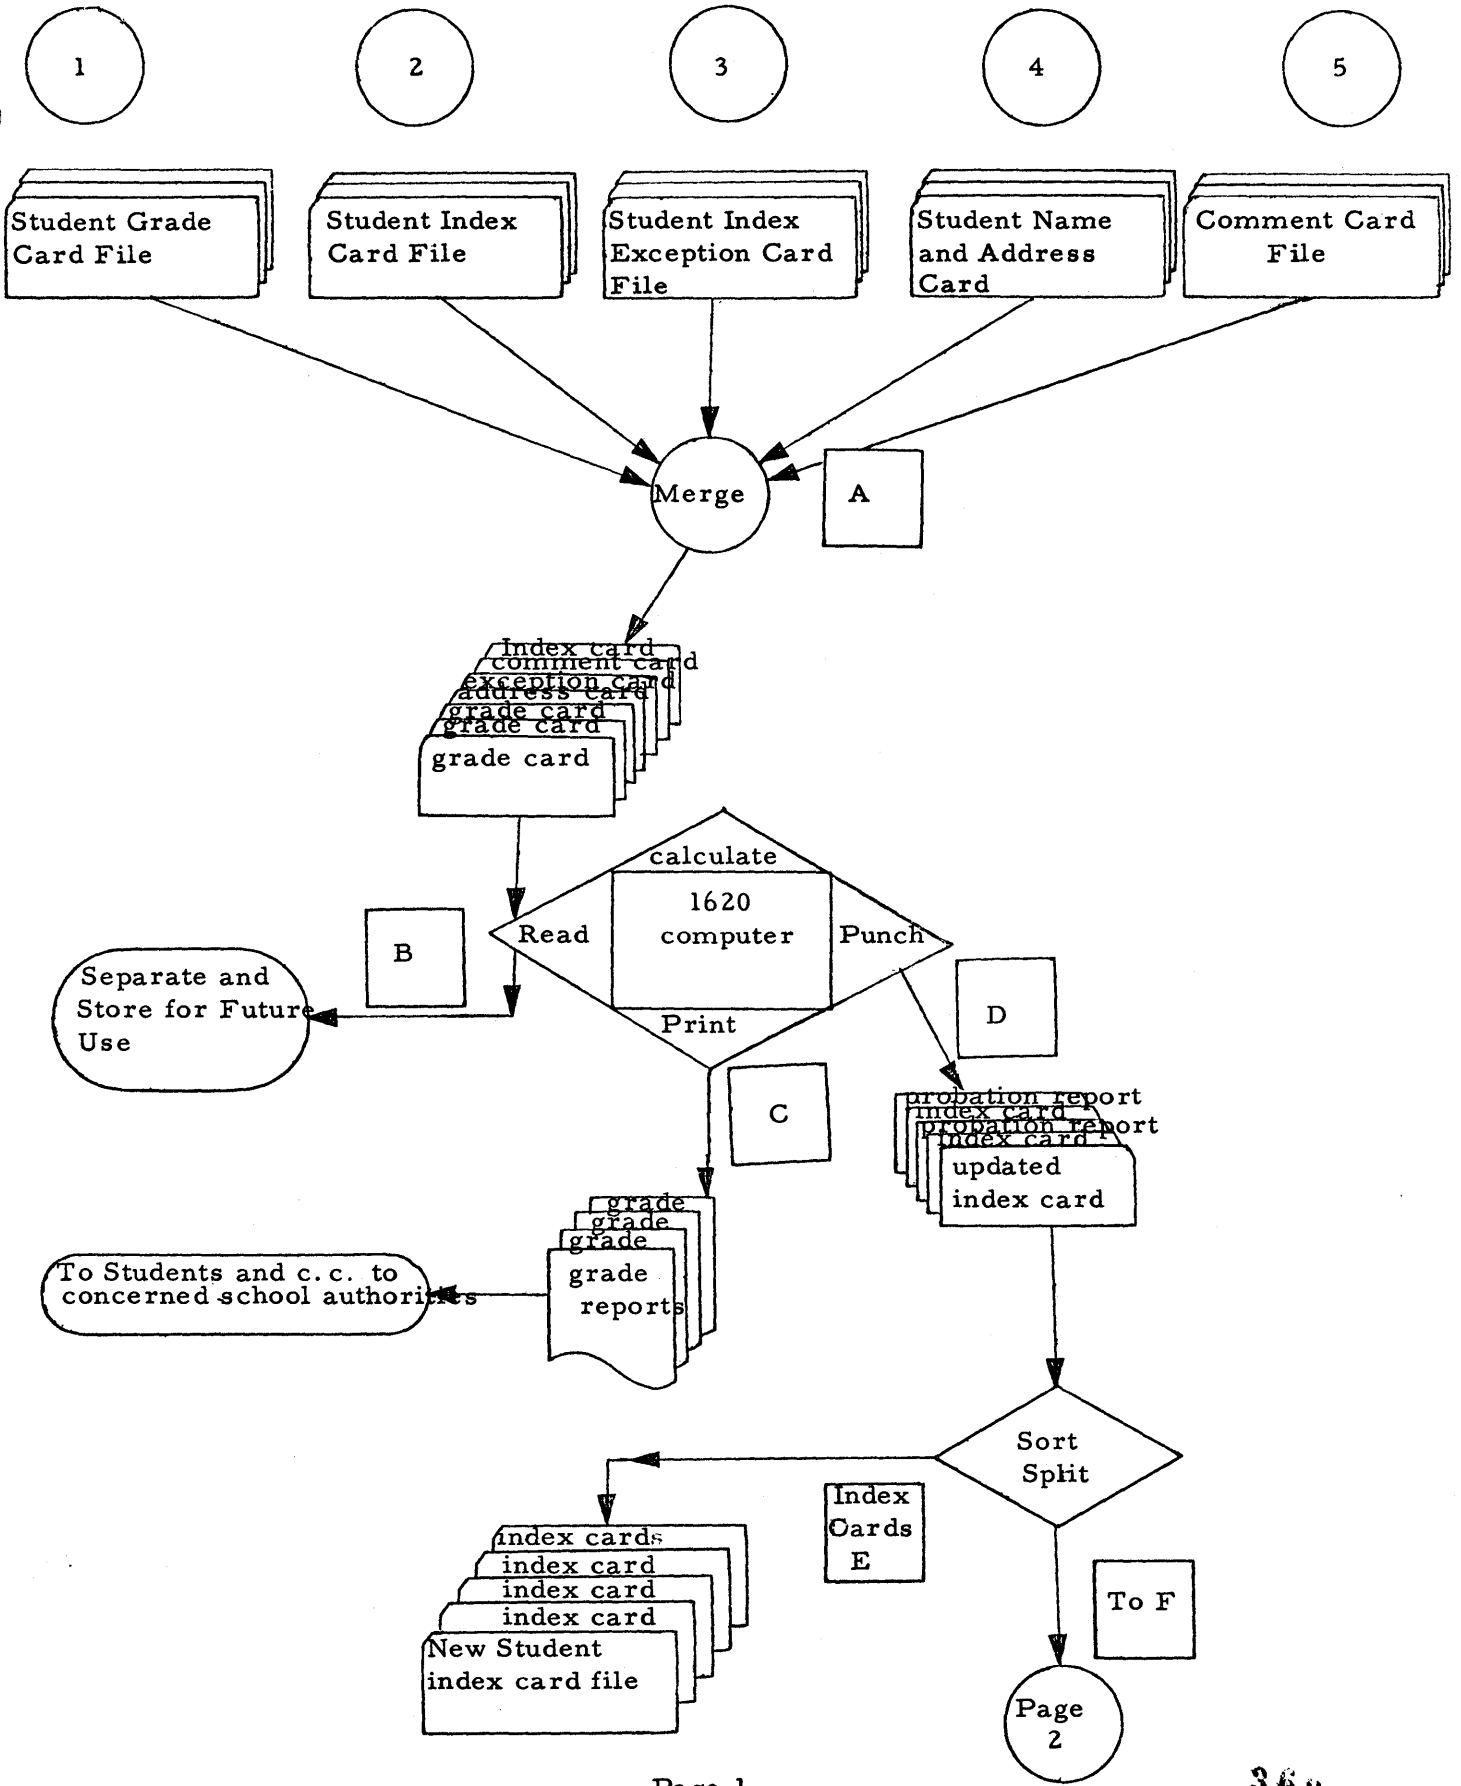 1
2
3
4
5
Student Grade
Card File
Student Index
Card File
Student Index
Exception Card
File
Student Name
and Address
Card
Comment Card
File
Merge
A
Index card
comment card
exception card
address card
grade card
grade card
grade card
calculate
1620
computer
Read
Punch
Print
B
Separate and
Store for Future
Use
D
C
probation report
index card
probation report
index card
updated
index card
grade
grade
grade
grade
reports
To Students and c.c. to
concerned school authorities
Sort
Split
Index
Cards
E
index cards
index card
index card
index card
New Student
index card file
To F
Page
2
Page 1